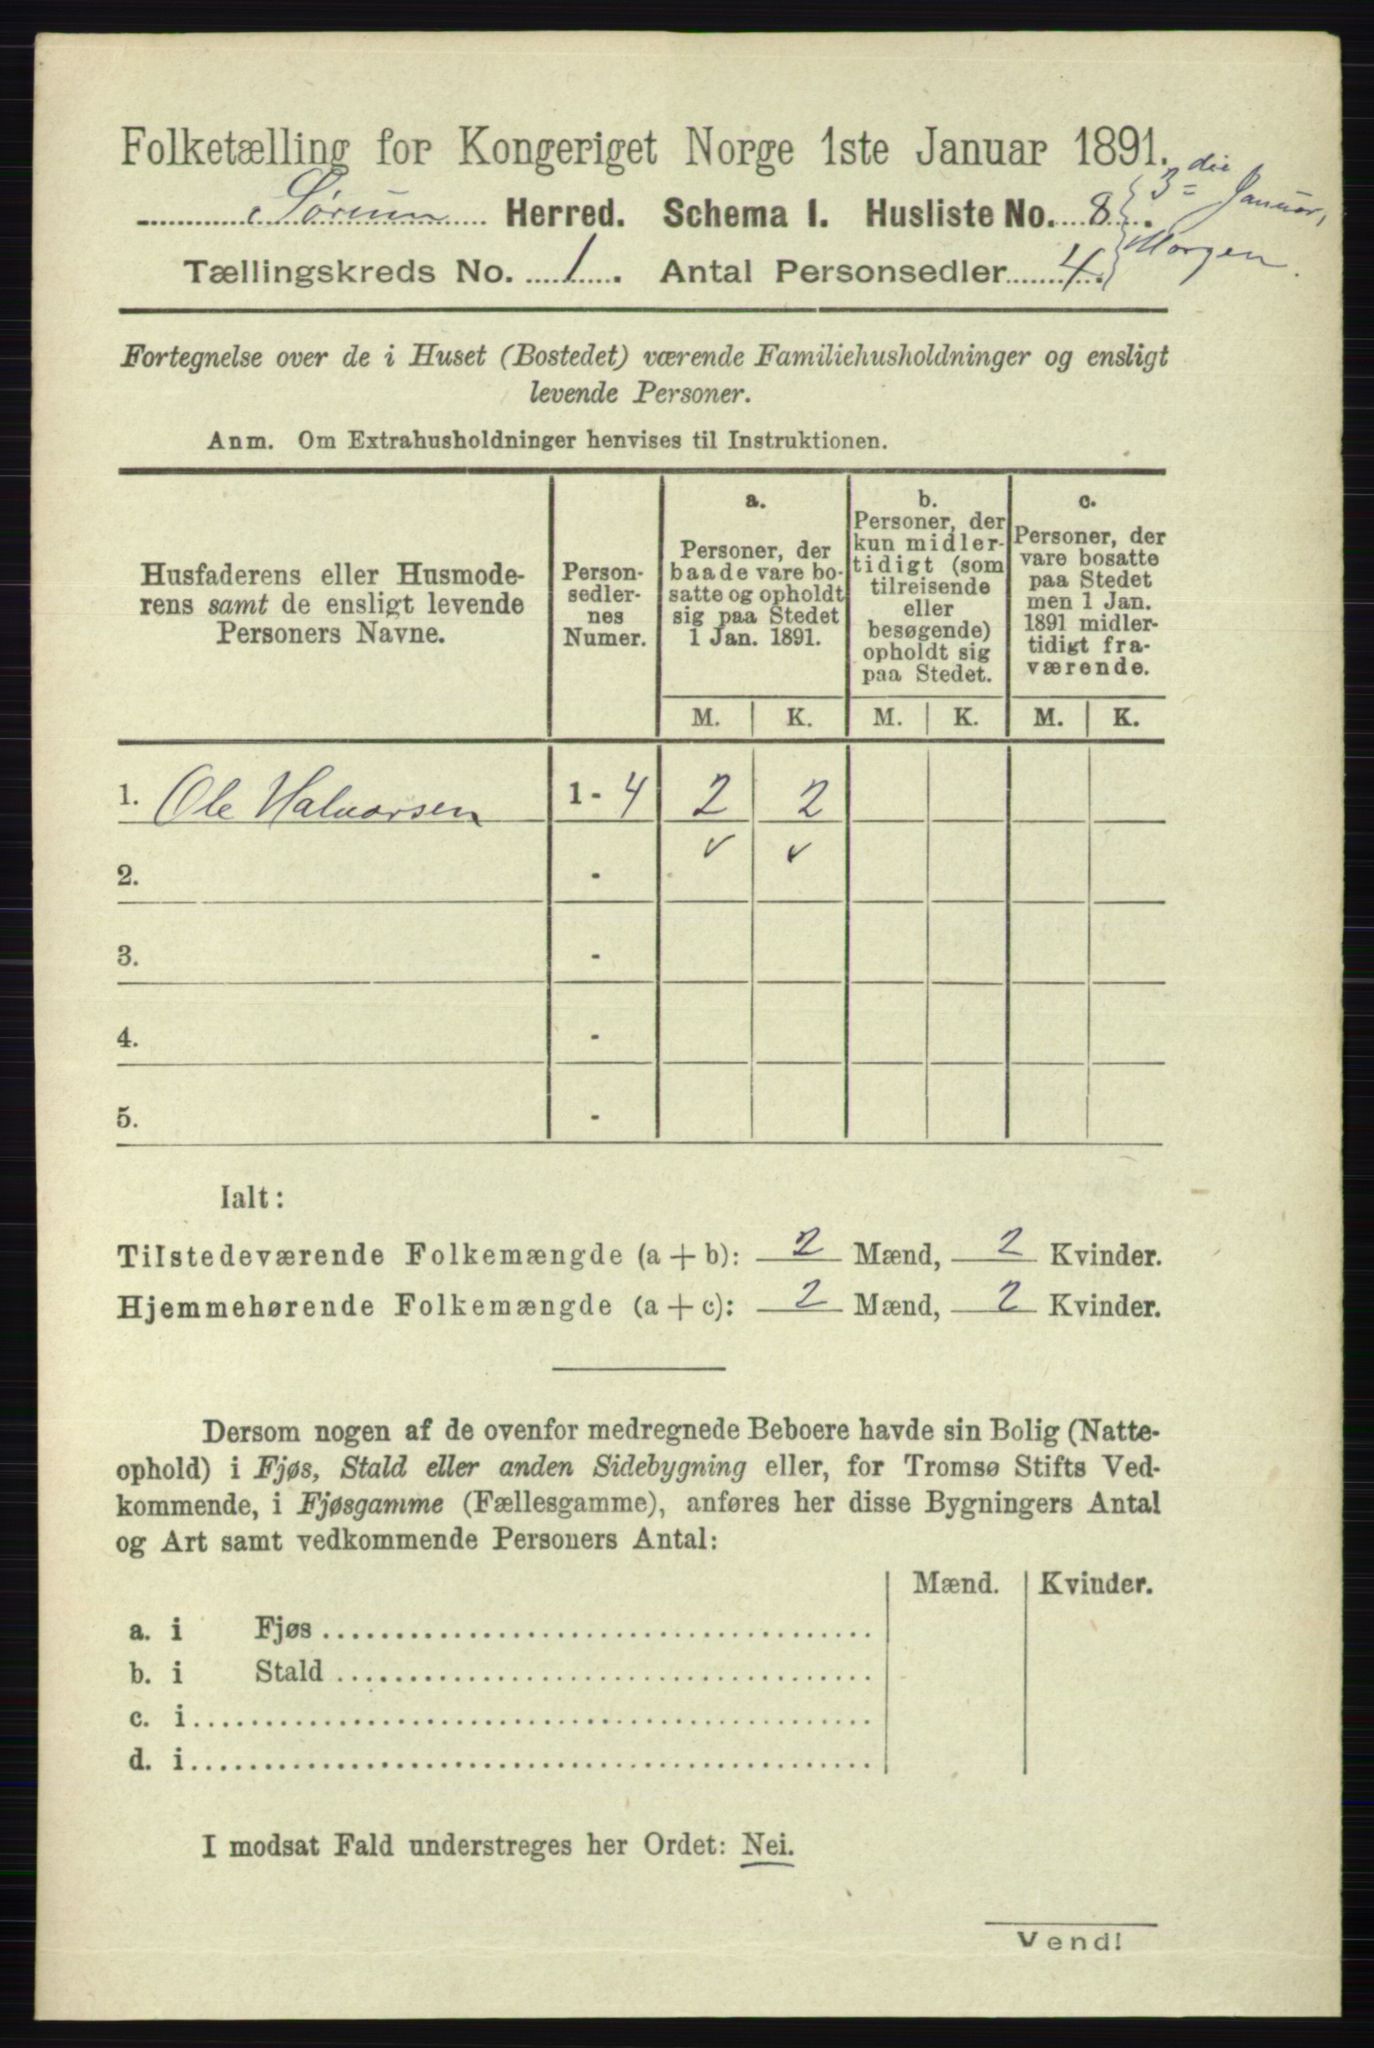 Folketælling for Kongeriget Norge 1ste Januar 1891.
Sørum Herred. Schema I. Husliste No. 8. 3die Januar,
Tællingskreds No. 1. Antal Personsedler 4. Morgen.
Fortegnelse over de i Huset (Bostedet) værende Familiehusholdninger og ensligt
levende Personer.
Anm. Om Extrahusholdninger henvises til Instruktionen.
Husfaderens eller Husmode-
rens samt de ensligt levende
Personers Navne.
Person-
sedler-
nes
Numer.
a.
Personer, der
baade vare bo-
satte og opholdt
sig paa Stedet
1 Jan. 1891.
b.
Personer, der
kun midler-
tidigt (som
tilreisende
eller
besøgende)
opholdt sig
paa Stedet.
c.
Personer, der
vare bosatte
paa Stedet
men 1 Jan.
1891 midler-
tidigt fra-
værende.
M. K. M. K. M. K.
1. Ole Halvorsen 1 - 4 2 2
2. - ✓ ✓
3. -
4. -
5. -
Ialt:
Tilstedeværende Folkemængde (a + b): 2 Mænd, 2 Kvinder.
Hjemmehørende Folkemængde (a + c): 2 Mænd, 2 Kvinder.
Dersom nogen af de ovenfor medregnede Beboere havde sin Bolig (Natte-
ophold) i Fjøs, Stald eller anden Sidebygning eller, for Tromsø Stifts Ved-
kommende, i Fjøsgamme (Fællesgamme), anføres her disse Bygningers Antal
og Art samt vedkommende Personers Antal:
Mænd. Kvinder.
a. i Fjøs
b. i Stald
c. i
d. i
I modsat Fald understreges her Ordet: Nei.
Vend!